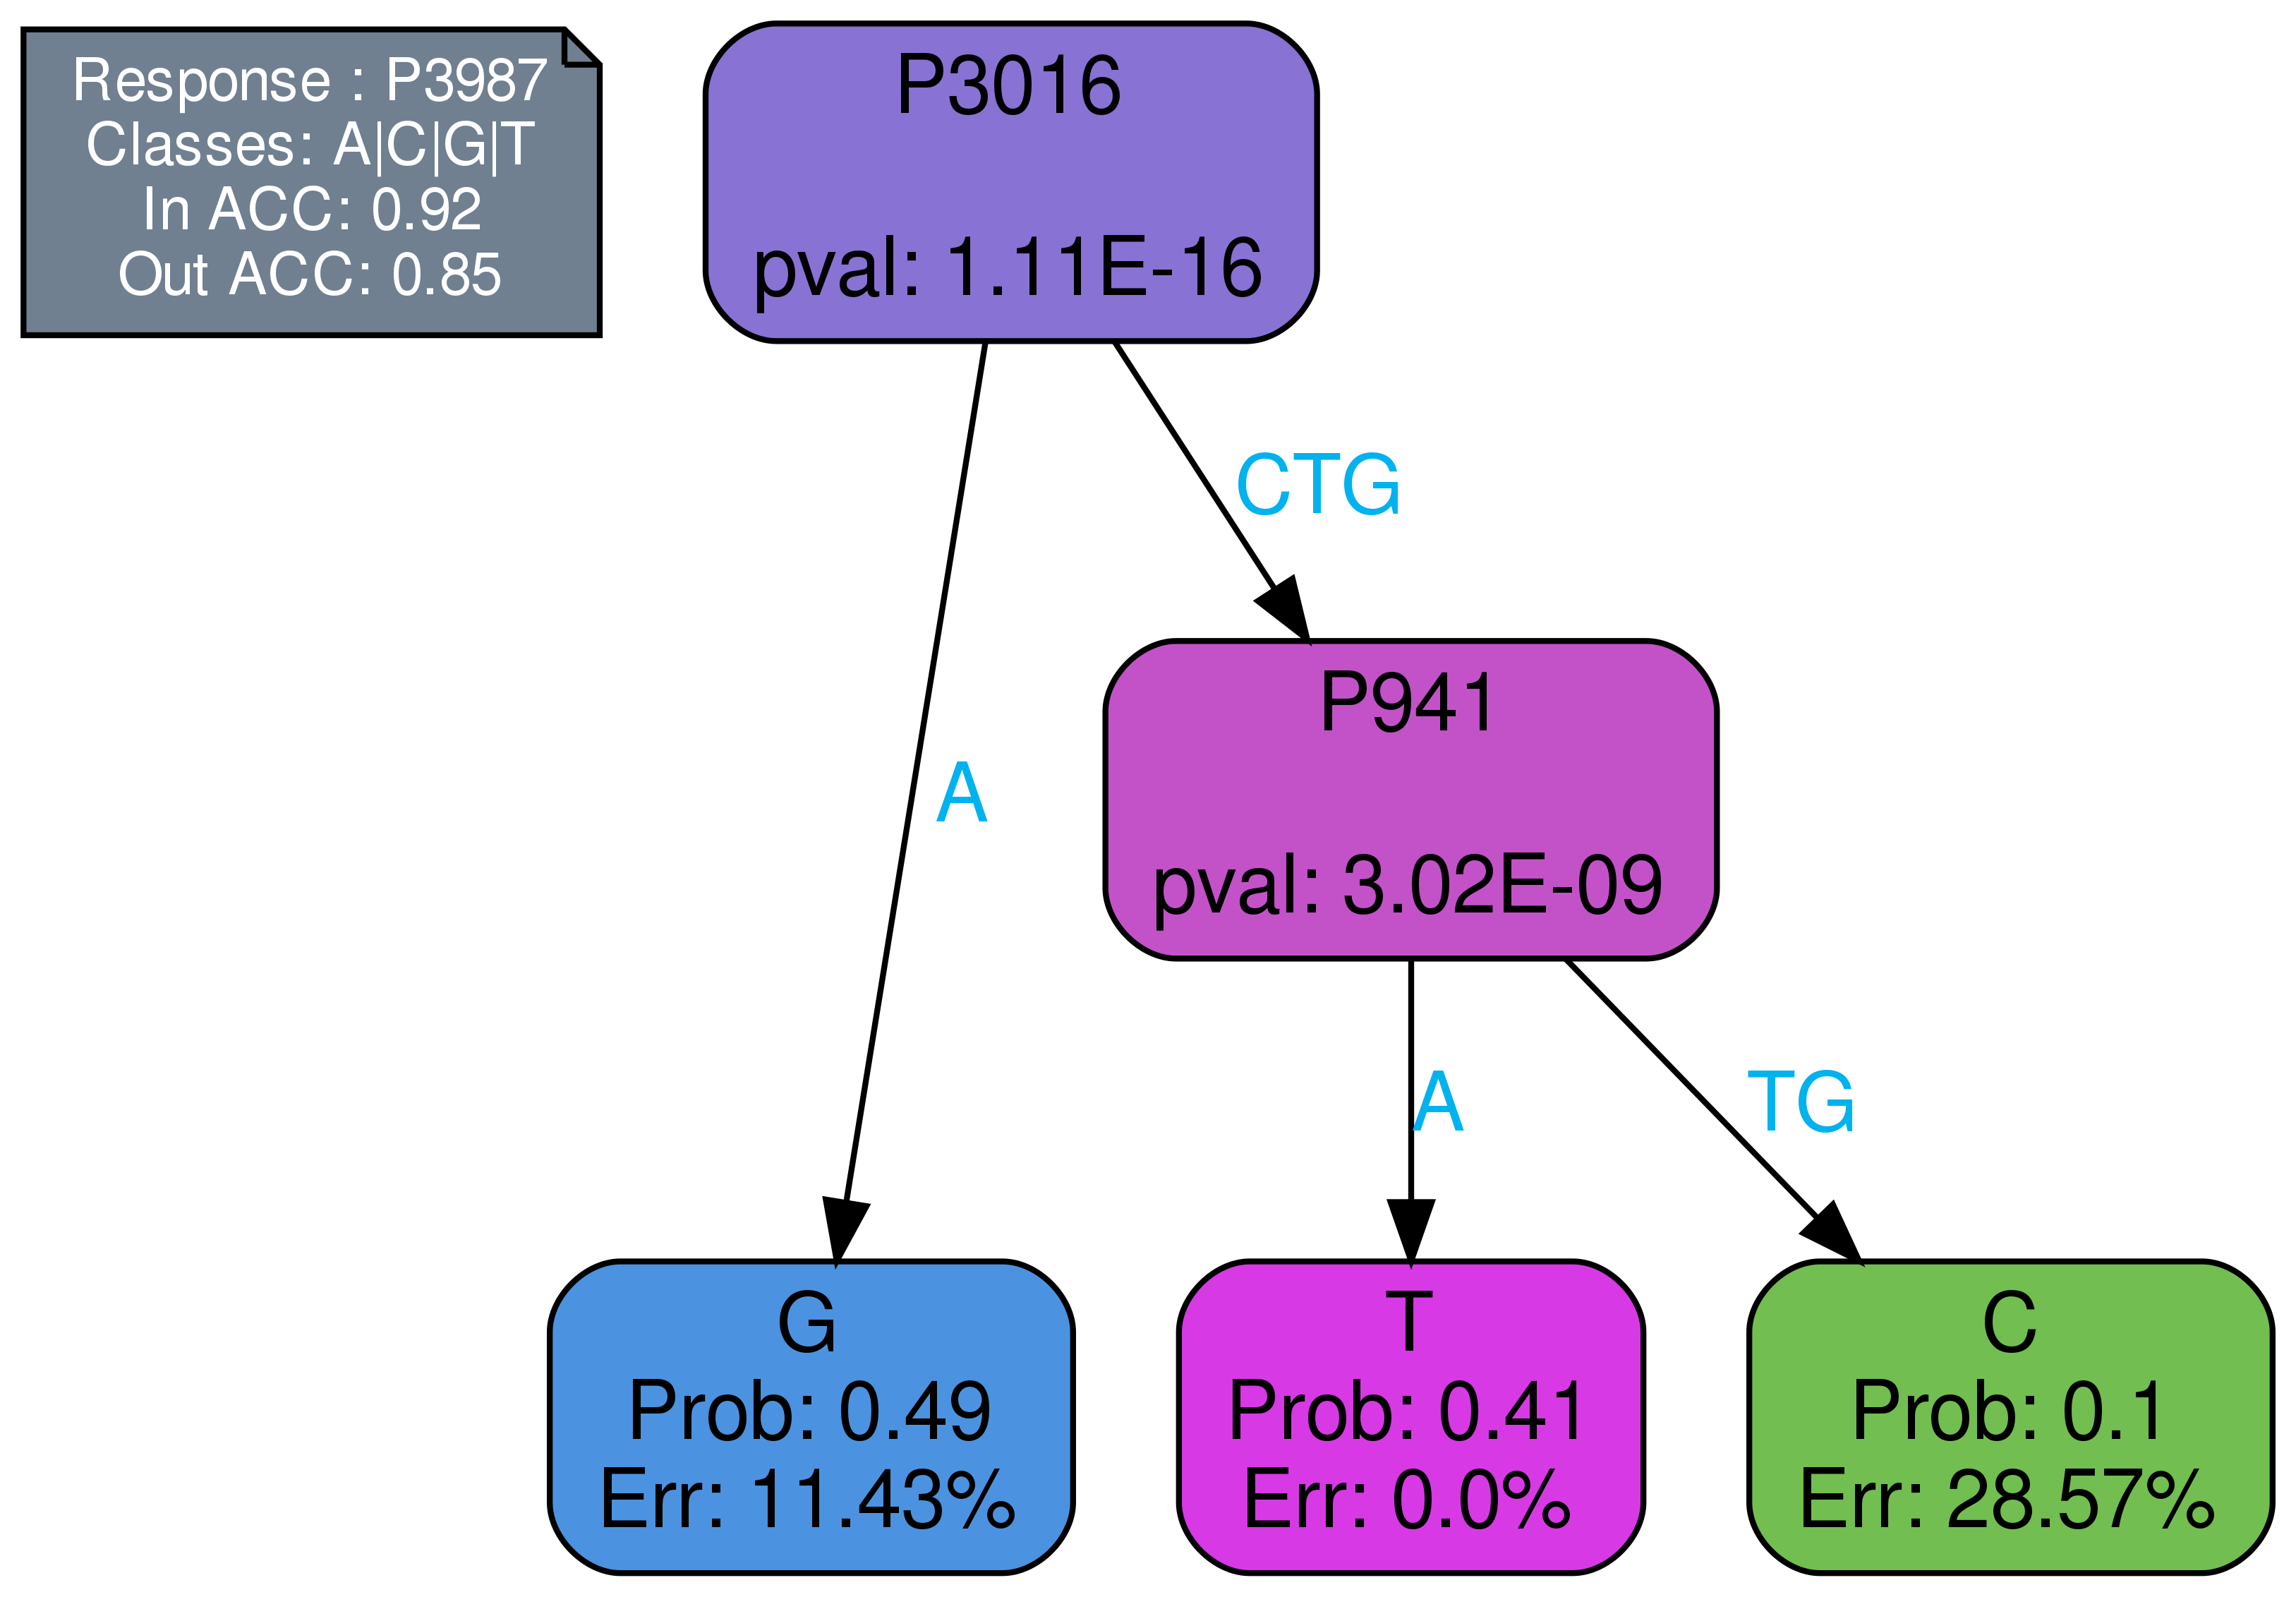 Response : P3987
Classes: A|C|G|T
In ACC: 0.92
Out ACC: 0.85
P3016
pval: 1.11E-16
CTG
A
P941
pval: 3.02E-09
A
TG
G
Prob: 0.49
Err: 11.43%
T
Prob: 0.41
Err: 0.0%
C
Prob: 0.1
Err: 28.57%